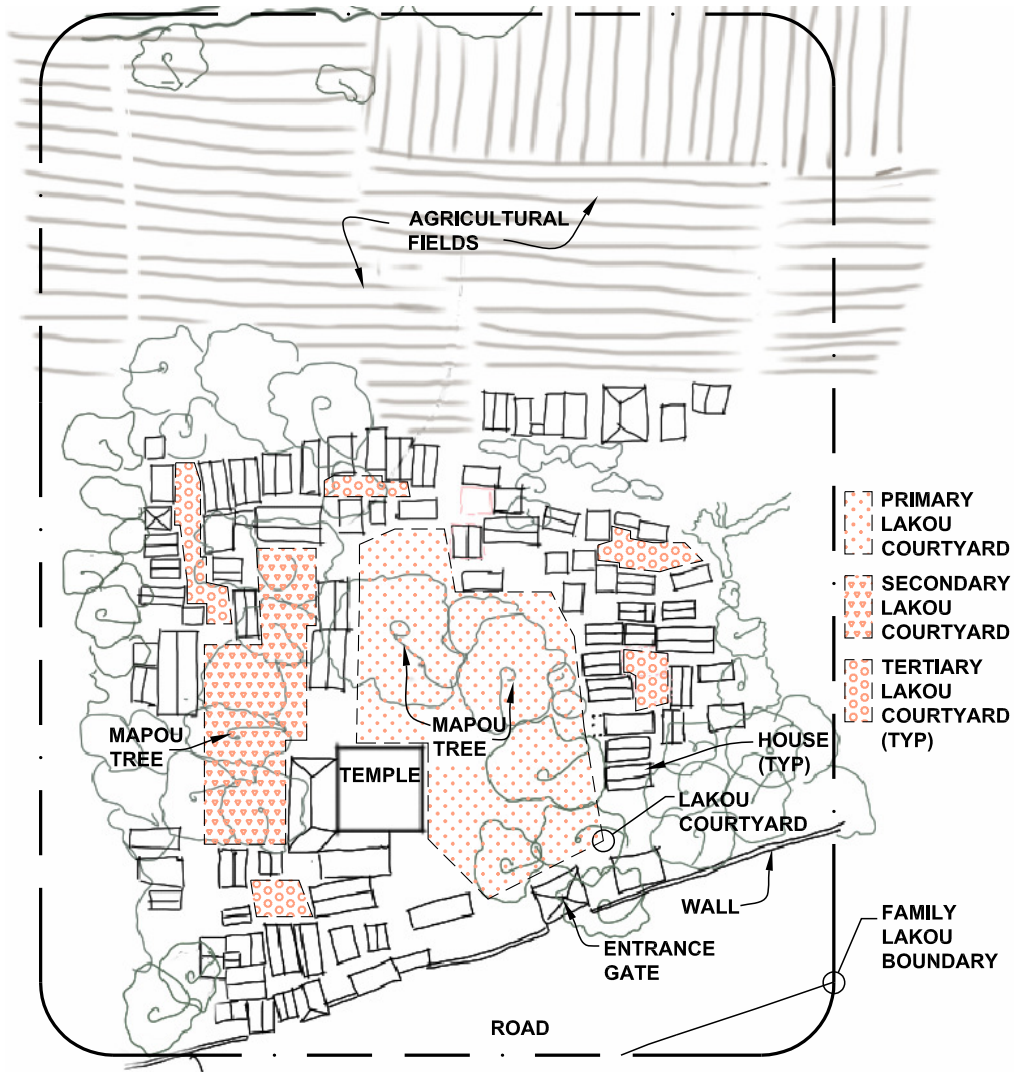 AGRICULTURAL
FIELDS
PRIMARY
LAKOU
COURTYARD
SECONDARY
LAKOU
COURTYARD
TERTIARY
LAKOU
COURTYARD
(TYP)
MAPOU
TREE
MAPOU
TREE
HOUSE
(TYP)
TEMPLE
LAKOU
COURTYARD
WALL
FAMILY
LAKOU
BOUNDARY
ENTRANCE
GATE
ROAD